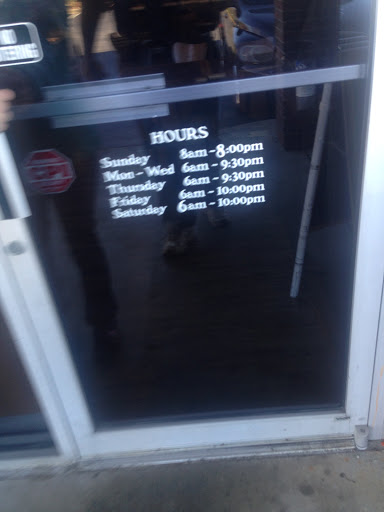 NO
HOURS
Sunday 8am - 8:00pm
Mon - Wed 6am - 9:30pm
Thursday 6am - 9:30pm
Friday 6am - 10:00pm
Saturday 6am - 10:00pm